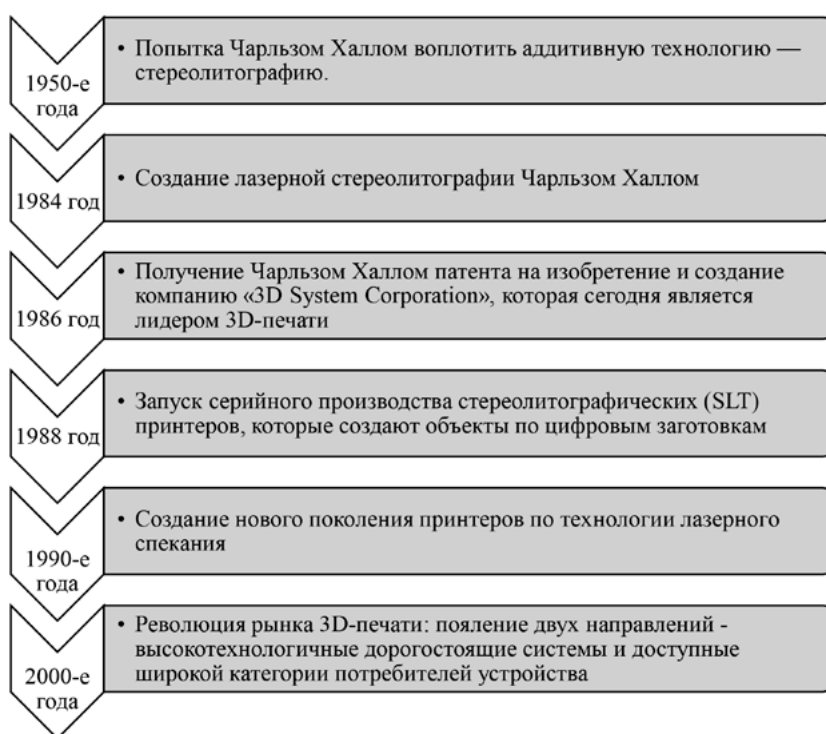 • Попытка Чарльзом Халлом воплотить аддитивную технологию —
стереолитографию.
1950-е
года
• Создание лазерной стереолитографии Чарльзом Халлом
1984 год
• Получение Чарльзом Халлом патента на изобретение и создание
компанию «3D System Corporation», которая сегодня является
лидером 3D-печати
1986 год
• Запуск серийного производства стереолитографических (SLT)
принтеров, которые создают объекты по цифровым заготовкам
1988 год
• Создание нового поколения принтеров по технологии лазерного
спекания
1990-е
года
• Революция рынка 3D-печати: пояление двух направлений -
высокотехнологичные дорогостоящие системы и доступные
широкой категории потребителей устройства
2000-е
года